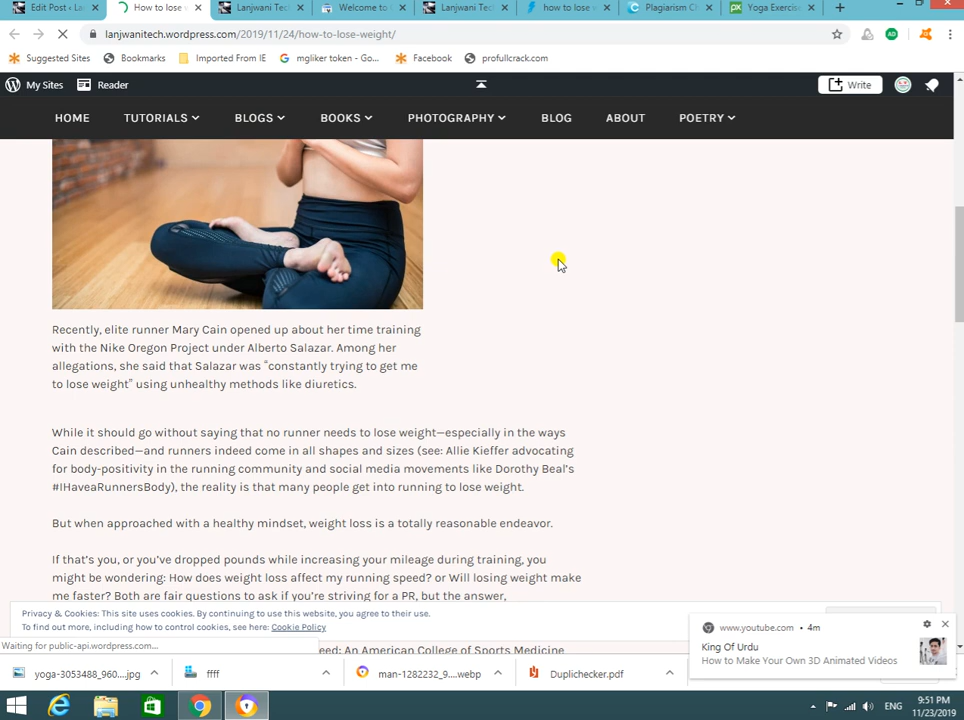 Edit Post ‹ La
How to lose w
Lanjwani Tec
Welcome to
Lanjwani Tec
how to lose w
Plagiarism C
Yoga Exercise
lanjwanitech.wordpress.com/2019/11/24/how-to-lose-weight/
Suggested Sites
Bookmarks
Imported From IE
mgliker token - Go...
Facebook
profullcrack.com
My Sites
Reader
Write
HOME
TUTORIALS
BLOGS
BOOKS
PHOTOGRAPHY
BLOG
ABOUT
POETRY
Recently, elite runner Mary Cain opened up about her time training
with the Nike Oregon Project under Alberto Salazar. Among her
allegations, she said that Salazar was “constantly trying to get me
to lose weight” using unhealthy methods like diuretics.
While it should go without saying that no runner needs to lose weight—especially in the ways
Cain described—and runners indeed come in all shapes and sizes (see: Allie Kieffer advocating
for body-positivity in the running community and social media movements like Dorothy Beal’s
#IHaveaRunnersBody), the reality is that many people get into running to lose weight.
But when approached with a healthy mindset, weight loss is a totally reasonable endeavor.
If that’s you, or you’ve dropped pounds while increasing your mileage during training, you
might be wondering: How does weight loss affect my running speed? or Will losing weight make
me faster? Both are fair questions to ask if you’re striving for a PR, but the answer,
Privacy & Cookies: This site uses cookies. By continuing to use this website, you agree to their use.
To find out more, including how to control cookies, see here: Cookie Policy
www.youtube.com • 4m
King Of Urdu
How to Make Your Own 3D Animated Videos
Waiting for public-api.wordpress.com...
eed: An American College of Sports Medicine
yoga-3053488_960....jpg
ffff
man-1282232_9....webp
Duplichecker.pdf
ENG
9:51 PM
11/23/2019